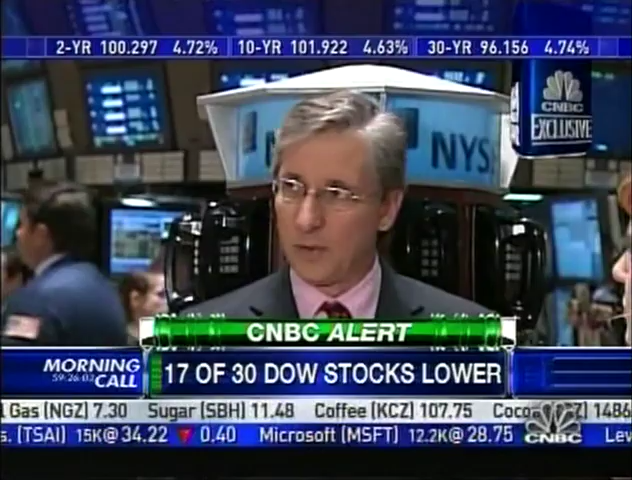 2-YR 100.297 4.72% 10-YR 101.922 4.63% 30-YR 96.156 4.74%
CNBC
EXCLUSIVE
NYS
CNBC ALERT
MORNING CALL
17 OF 30 DOW STOCKS LOWER
Gas (NGZ) 7.30 Sugar (SBH) 11.48 Coffee (KCZ) 107.75 1486
s. (TSAI) 15K@34.22 ▼ 0.40 Microsoft (MSFT) 12.2K@28.75
CNBC